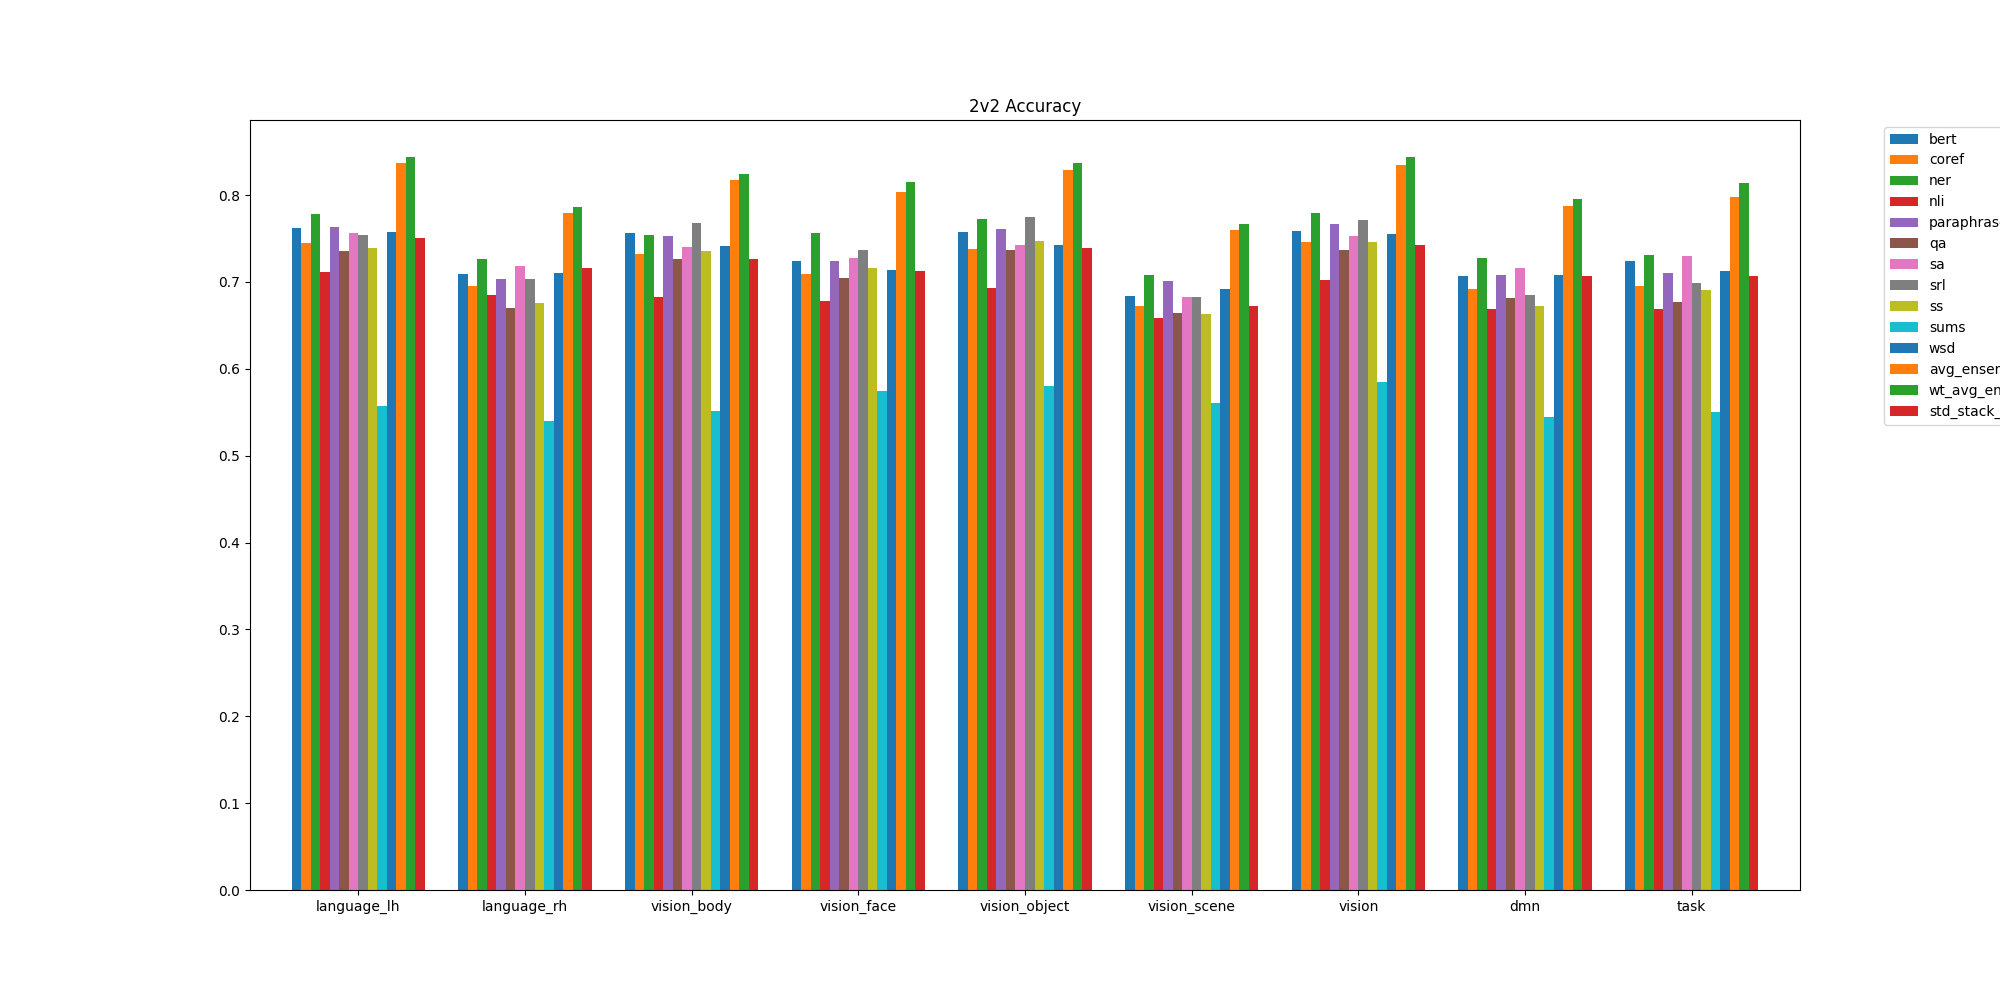 2v2 Accuracy
0.8
0.7
0.6
0.5
0.4
0.3
0.2
0.1
0.0
language_lh
language_rh
vision_body
vision_face
vision_object
vision_scene
vision
dmn
task
bert
coref
ner
nli
paraphras
qa
sa
srl
ss
sums
wsd
avg_enser
wt_avg_en
std_stack_